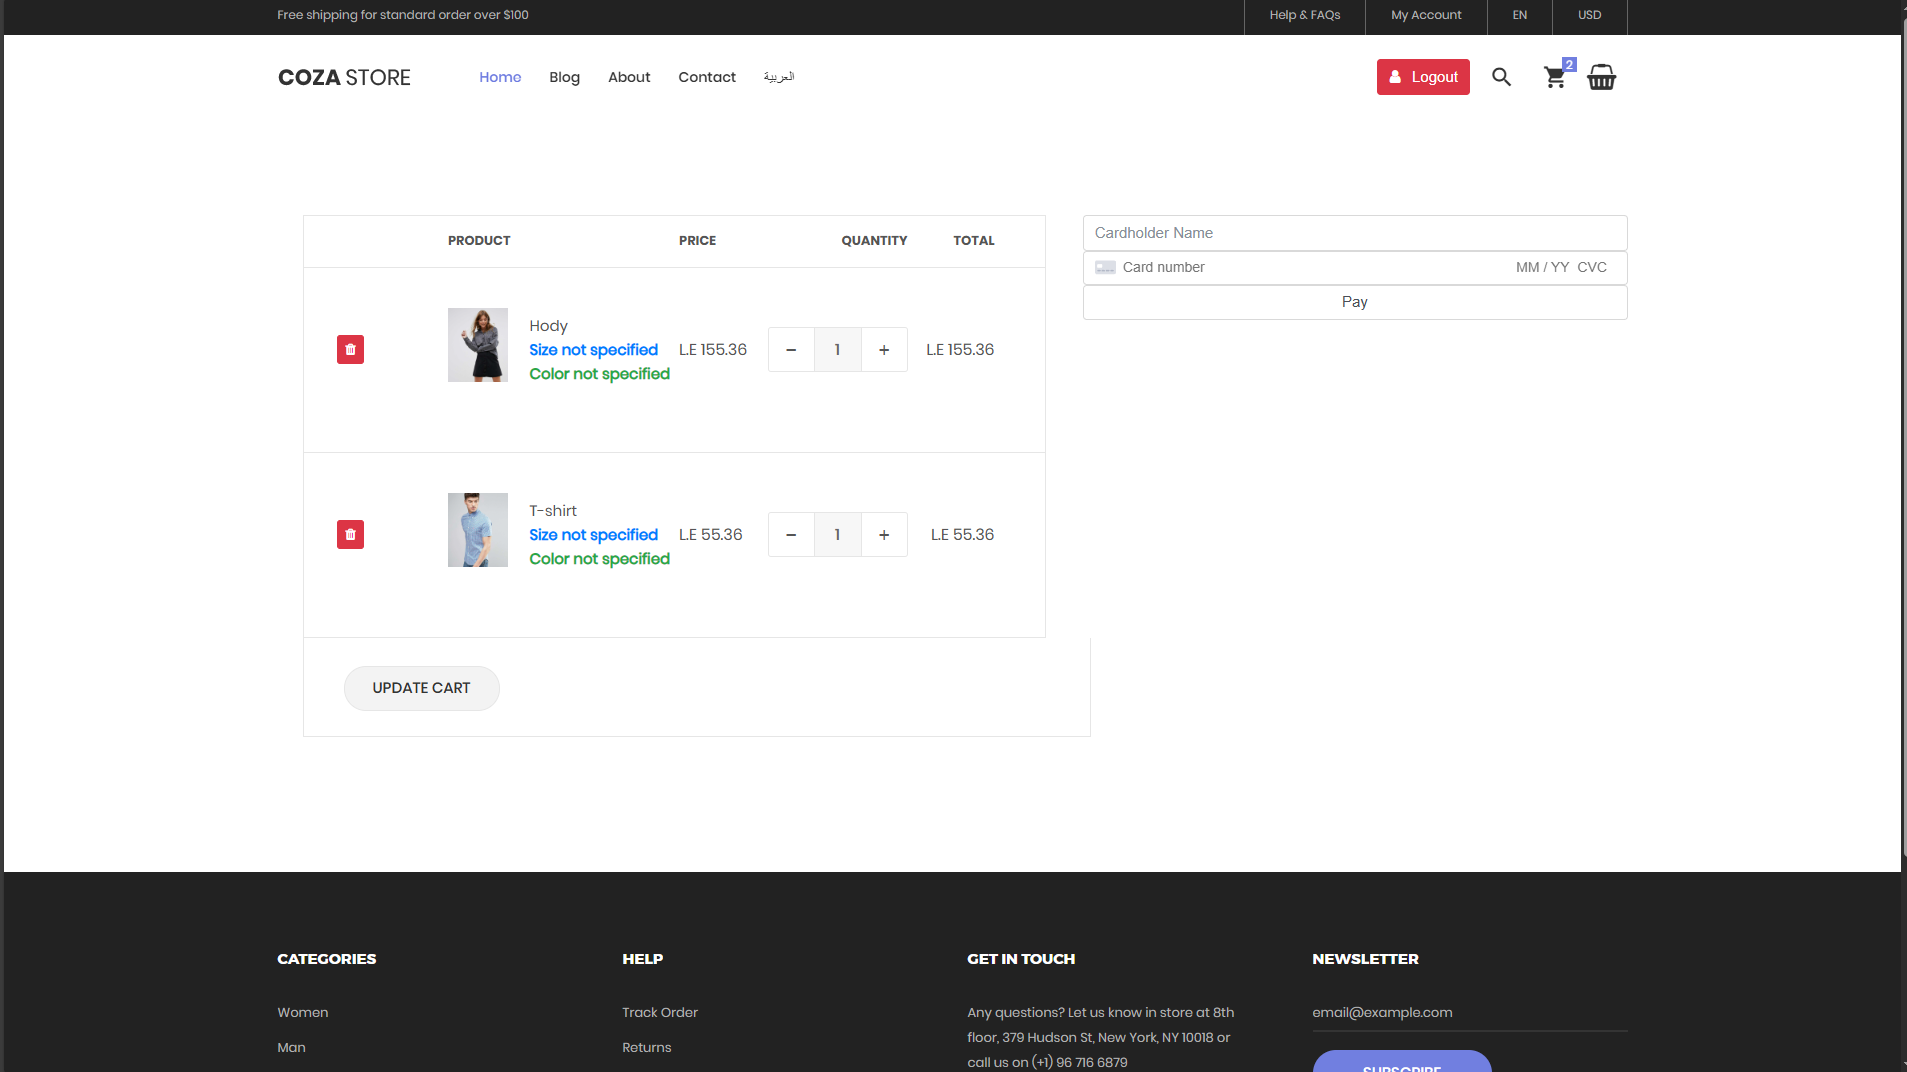 Free shipping for standard order over $100
Help & FAQs
My Account
EN
USD
COZA STORE
Home
Blog
About
Contact
العربية
Logout
2
PRODUCT PRICE QUANTITY TOTAL
Hody
Size not specified
Color not specified
L.E 155.36
− 1 +
L.E 155.36
T-shirt
Size not specified
Color not specified
L.E 55.36
− 1 +
L.E 55.36
UPDATE CART
Cardholder Name
Card number MM / YY CVC
Pay
CATEGORIES
Women
Man
HELP
Track Order
Returns
GET IN TOUCH
Any questions? Let us know in store at 8th
floor, 379 Hudson St, New York, NY 10018 or
call us on (+1) 96 716 6879
NEWSLETTER
email@example.com
SUBSCRIBE